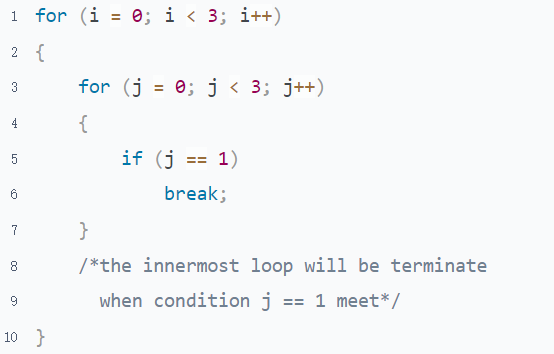 1 for (i = 0; i < 3; i++)
2 {
3     for (j = 0; j < 3; j++)
4     {
5         if (j == 1)
6             break;
7     }
8     /*the innermost loop will be terminate
9       when condition j == 1 meet*/
10 }